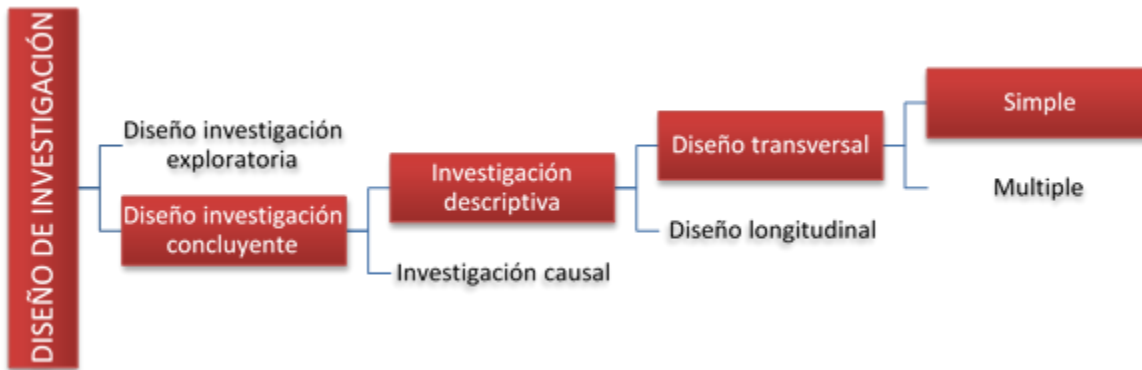 DISEÑO DE INVESTIGACIÓN
Diseño investigación
exploratoria
Diseño investigación
concluyente
Investigación
descriptiva
Investigación causal
Diseño transversal
Diseño longitudinal
Simple
Multiple